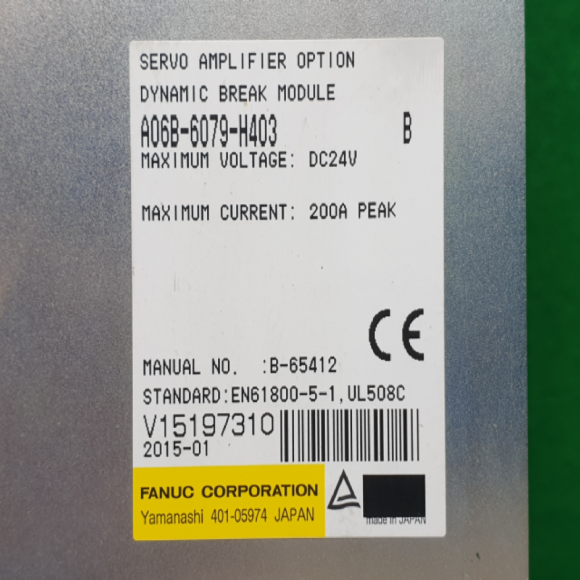 SERVO AMPLIFIER OPTION
DYNAMIC BREAK MODULE
A06B-6079-H403 B
MAXIMUM VOLTAGE: DC24V
MAXIMUM CURRENT: 200A PEAK
MANUAL NO. :B-65412
STANDARD:EN61800-5-1,UL508C
V15197310
2015-01
FANUC CORPORATION
Yamanashi 401-05974 JAPAN
made in JAPAN